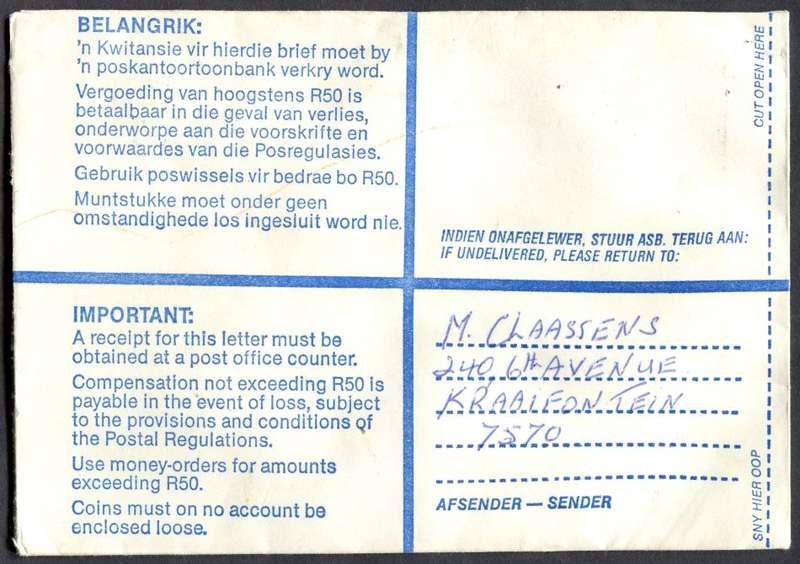 BELANGRIK:
'n Kwitansie vir hierdie brief moet by
'n poskantoortoonbank verkry word.
Vergoeding van hoogstens R50 is
betaalbaar in die geval van verlies,
onderworpe aan die voorskrifte en
voorwaardes van die Posregulasies.
Gebruik poswissels vir bedrae bo R50.
Muntstukke moet onder geen
omstandighede los ingesluit word nie.
CUT OPEN HERE
INDIEN ONAFGELEWER, STUUR ASB. TERUG AAN:
IF UNDELIVERED, PLEASE RETURN TO:
IMPORTANT:
A receipt for this letter must be
obtained at a post office counter.
Compensation not exceeding R50 is
payable in the event of loss, subject
to the provisions and conditions of
the Postal Regulations.
Use money-orders for amounts
exceeding R50.
Coins must on no account be
enclosed loose.
M. CLAASSENS
240 6th AVENUE
KRAAIFONTEIN
7570
AFSENDER — SENDER
SNY HIER OOP